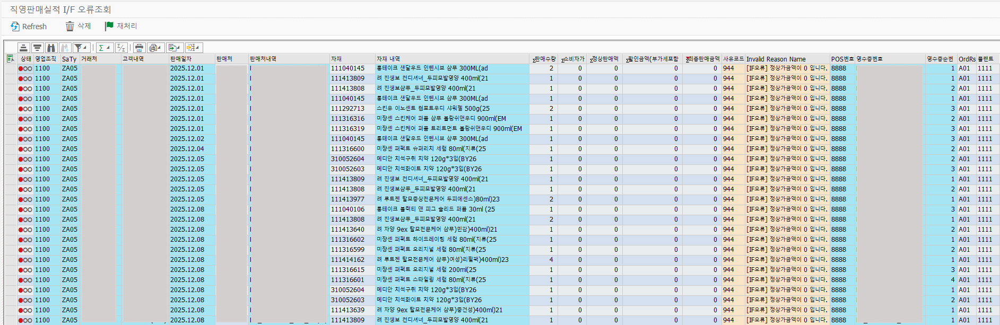 직영판매실적 I/F 오류조회
Refresh 삭제 재처리
상태 영업조직 SaTy 거래처 고객내역 판매일자 판매처 판매처내역 자재 자재 내역 판매수량 소비자가 정상판매액 할인금액(부가세포함 최종판매금액 사유코드 Invalid Reason Name POS번호 영수증번호 영수증순번 OrdRs 플랜트
1100 ZA05 2025.12.01 111040145 롱테이크 샌달우드 인텐시브 샴푸 300ML(ad 2 0 0 0 0 944 [IF오류] 정상가금액이 0 입니다. 8888 1 A01 1111
1100 ZA05 2025.12.01 111413809 려 진생보 컨디셔너_두피모발영양 400ml(21 1 0 0 0 0 944 [IF오류] 정상가금액이 0 입니다. 8888 1 A01 1111
1100 ZA05 2025.12.01 111413808 려 진생보샴푸_두피모발영양 400ml(21 1 0 0 0 0 944 [IF오류] 정상가금액이 0 입니다. 8888 2 A01 1111
1100 ZA05 2025.12.01 111040145 롱테이크 샌달우드 인텐시브 샴푸 300ML(ad 1 0 0 0 0 944 [IF오류] 정상가금액이 0 입니다. 8888 1 A01 1111
1100 ZA05 2025.12.01 111292713 스킨유 이노센트 컴포트우디 샤워젤 500g(25 2 0 0 0 0 944 [IF오류] 정상가금액이 0 입니다. 8888 3 A01 1111
1100 ZA05 2025.12.01 111316316 미쟝센 스킨케어 퍼퓸 샴푸 블랑쉬앤우디 900ml(EM 1 0 0 0 0 944 [IF오류] 정상가금액이 0 입니다. 8888 2 A01 1111
1100 ZA05 2025.12.01 111316319 미쟝센 스킨케어 퍼퓸 트리트먼트 블랑쉬앤우디 900ml(EM 1 0 0 0 0 944 [IF오류] 정상가금액이 0 입니다. 8888 3 A01 1111
1100 ZA05 2025.12.02 111040145 롱테이크 샌달우드 인텐시브 샴푸 300ML(ad 1 0 0 0 0 944 [IF오류] 정상가금액이 0 입니다. 8888 3 A01 1111
1100 ZA05 2025.12.04 111316600 미쟝센 퍼펙트 슈퍼리치 세럼 80ml(지류(25 1 0 0 0 0 944 [IF오류] 정상가금액이 0 입니다. 8888 2 A01 1111
1100 ZA05 2025.12.05 310052604 메디안 치석구취 치약 120g*3입(BY26 1 0 0 0 0 944 [IF오류] 정상가금액이 0 입니다. 8888 2 A01 1111
1100 ZA05 2025.12.05 310052603 메디안 치석화이트 치약 120g*3입(BY26 1 0 0 0 0 944 [IF오류] 정상가금액이 0 입니다. 8888 3 A01 1111
1100 ZA05 2025.12.05 111413809 려 진생보 컨디셔너_두피모발영양 400ml(21 1 0 0 0 0 944 [IF오류] 정상가금액이 0 입니다. 8888 1 A01 1111
1100 ZA05 2025.12.05 111413808 려 진생보샴푸_두피모발영양 400ml(21 1 0 0 0 0 944 [IF오류] 정상가금액이 0 입니다. 8888 2 A01 1111
1100 ZA05 2025.12.05 111413977 려 루트젠 탈모증상전문케어 두피에센스)80ml)23 2 0 0 0 0 944 [IF오류] 정상가금액이 0 입니다. 8888 1 A01 1111
1100 ZA05 2025.12.08 111040106 롱테이크 블랙티 앤 피그 솔리드 퍼퓸 30ml (25 1 0 0 0 0 944 [IF오류] 정상가금액이 0 입니다. 8888 3 A01 1111
1100 ZA05 2025.12.08 111413808 려 진생보샴푸_두피모발영양 400ml(21 2 0 0 0 0 944 [IF오류] 정상가금액이 0 입니다. 8888 1 A01 1111
1100 ZA05 2025.12.08 111413640 려 자양 9ex 탈모전문케어 샴푸)민감)400ml)21 1 0 0 0 0 944 [IF오류] 정상가금액이 0 입니다. 8888 2 A01 1111
1100 ZA05 2025.12.08 111316602 미쟝센 퍼펙트 하이드레이팅 세럼 80ml(지류(25 1 0 0 0 0 944 [IF오류] 정상가금액이 0 입니다. 8888 1 A01 1111
1100 ZA05 2025.12.08 111316599 미쟝센 퍼펙트 오리지널 세럼 80ml(지류(25 1 0 0 0 0 944 [IF오류] 정상가금액이 0 입니다. 8888 2 A01 1111
1100 ZA05 2025.12.08 111414162 려 루트젠 탈모전문케어 샴푸)여성)리필팩)400ml)23 4 0 0 0 0 944 [IF오류] 정상가금액이 0 입니다. 8888 1 A01 1111
1100 ZA05 2025.12.08 111316615 미쟝센 퍼펙트 오리지널 세럼 200ml(25 1 0 0 0 0 944 [IF오류] 정상가금액이 0 입니다. 8888 3 A01 1111
1100 ZA05 2025.12.08 111316601 미쟝센 퍼펙트 스타일링 세럼 80ml(지류(25 1 0 0 0 0 944 [IF오류] 정상가금액이 0 입니다. 8888 4 A01 1111
1100 ZA05 2025.12.08 310052604 메디안 치석구취 치약 120g*3입(BY26 1 0 0 0 0 944 [IF오류] 정상가금액이 0 입니다. 8888 1 A01 1111
1100 ZA05 2025.12.08 310052603 메디안 치석화이트 치약 120g*3입(BY26 1 0 0 0 0 944 [IF오류] 정상가금액이 0 입니다. 8888 2 A01 1111
1100 ZA05 2025.12.08 111413639 려 자양 9ex 탈모전문케어 샴푸)중건성)400ml)21 1 0 0 0 0 944 [IF오류] 정상가금액이 0 입니다. 8888 1 A01 1111
1100 ZA05 2025.12.08 111413809 려 진생보 컨디셔너_두피모발영양 400ml(21 1 0 0 0 0 944 [IF오류] 정상가금액이 0 입니다. 8888 1 A01 1111